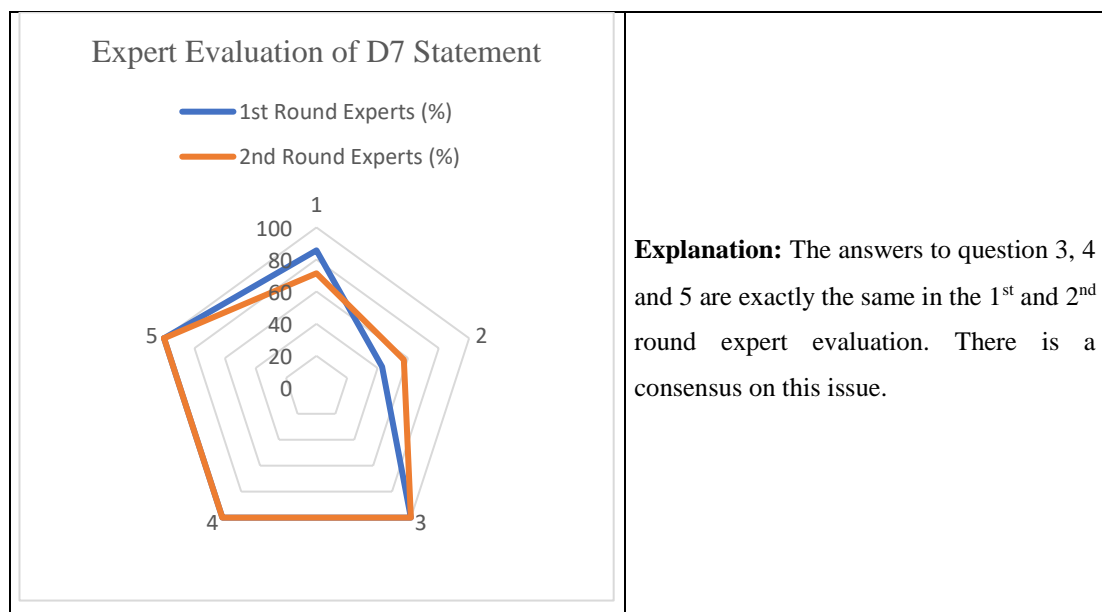 Expert Evaluation of D7 Statement
1st Round Experts (%)
2nd Round Experts (%)
1
100
80
60
40
20
0
2
3
4
5
Explanation: The answers to question 3, 4
and 5 are exactly the same in the 1st and 2nd
round expert evaluation. There is a
consensus on this issue.